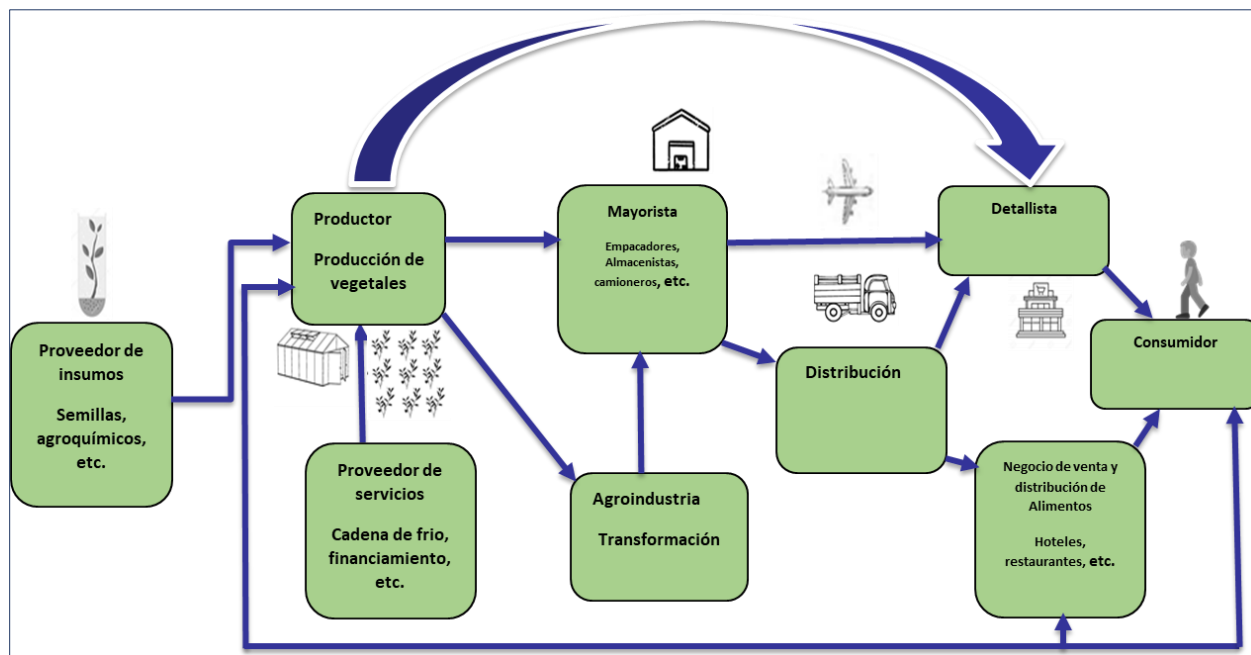 Productor
Producción de
vegetales
Mayorista
Empacadores,
Almacenistas,
camioneros, etc.
Detallista
Proveedor de
insumos
Semillas,
agroquímicos,
etc.
Consumidor
Distribución
Proveedor de
servicios
Cadena de frio,
financiamiento,
etc.
Agroindustria
Transformación
Negocio de venta y
distribución de
Alimentos
Hoteles,
restaurantes, etc.